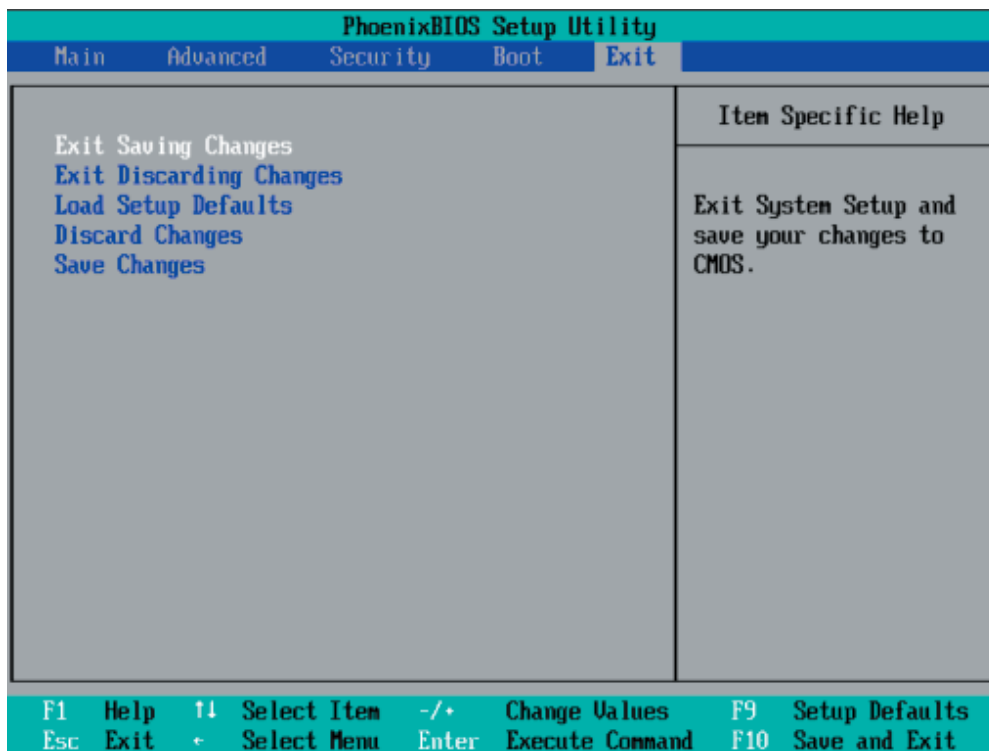 PhoenixBIOS Setup Utility
Main Advanced Security Boot Exit
Item Specific Help
Exit Saving Changes
Exit Discarding Changes
Load Setup Defaults
Discard Changes
Save Changes
Exit System Setup and
save your changes to
CMOS.
F1 Help ↑↓ Select Item -/+ Change Values F9 Setup Defaults
Esc Exit ← Select Menu Enter Execute Command F10 Save and Exit